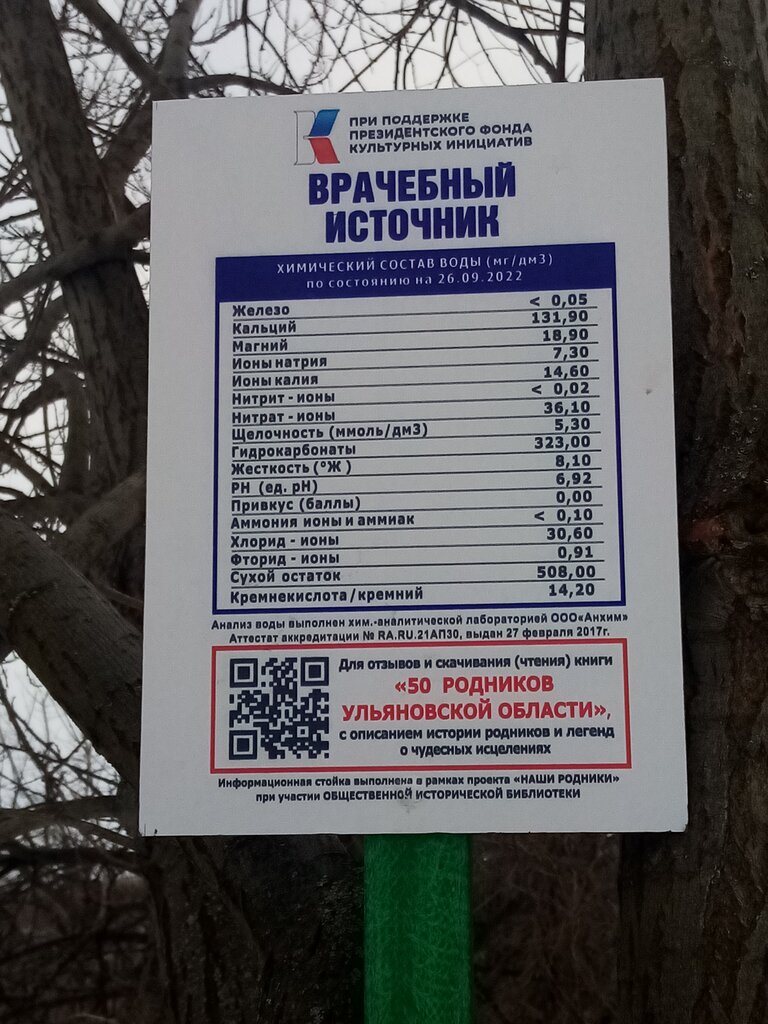 ПРИ ПОДДЕРЖКЕ
ПРЕЗИДЕНТСКОГО ФОНДА
КУЛЬТУРНЫХ ИНИЦИАТИВ
ВРАЧЕБНЫЙ
ИСТОЧНИК
ХИМИЧЕСКИЙ СОСТАВ ВОДЫ (мг/дм3)
по состоянию на 26.09.2022
Железо < 0,05
Кальций 131,90
Магний 18,90
Ионы натрия 7,30
Ионы калия 14,60
Нитрит - ионы < 0,02
Нитрат - ионы 36,10
Щелочность (ммоль/дм3) 5,30
Гидрокарбонаты 323,00
Жесткость (°Ж ) 8,10
РН (ед. рН) 6,92
Привкус (баллы) 0,00
Аммония ионы и аммиак < 0,10
Хлорид - ионы 30,60
Фторид - ионы 0,91
Сухой остаток 508,00
Кремнекислота/кремний 14,20
Анализ воды выполнен хим.-аналитической лабораторией ООО«Анхим»
Аттестат аккредитации № RA.RU.21АП30, выдан 27 февраля 2017г.
Для отзывов и скачивания (чтения) книги
«50 РОДНИКОВ
УЛЬЯНОВСКОЙ ОБЛАСТИ»,
с описанием истории родников и легенд
о чудесных исцелениях
Информационная стойка выполнена в рамках проекта «НАШИ РОДНИКИ»
при участии ОБЩЕСТВЕННОЙ ИСТОРИЧЕСКОЙ БИБЛИОТЕКИ